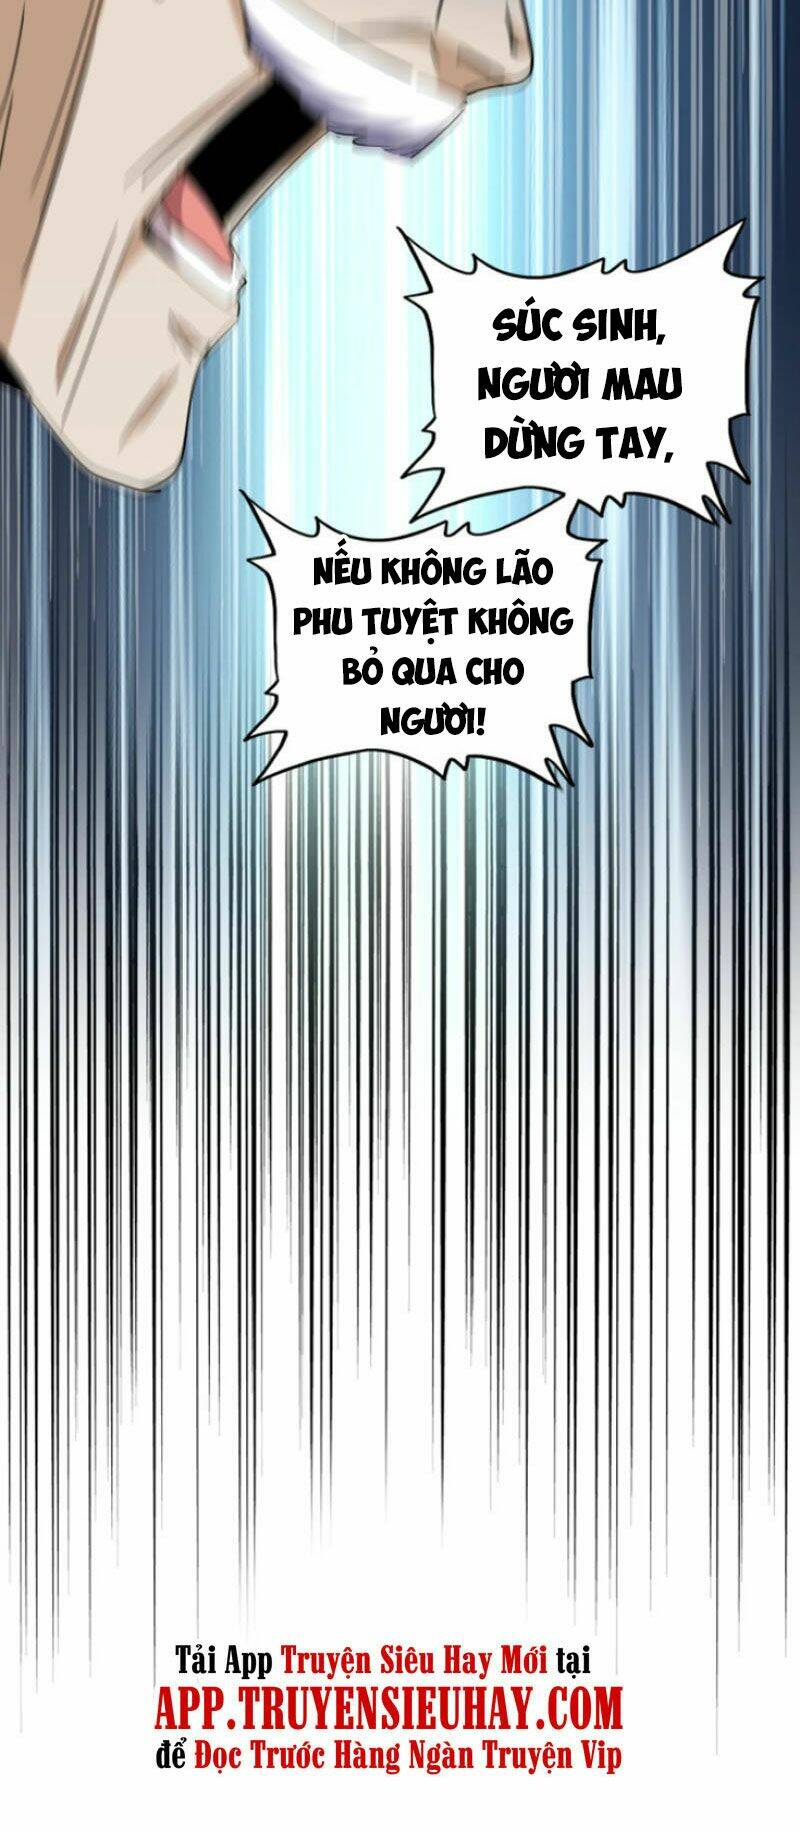 SÚC SINH,
NGƯƠI MAU
DỪNG TAY,
NẾU KHÔNG LÃO
PHU TUYỆT KHÔNG
BỎ QUA CHO
NGƯƠI!
Tải App Truyện Siêu Hay Mới tại
APP.TRUYENSIEUHAY.COM
để Đọc Trước Hàng Ngàn Truyện Vip